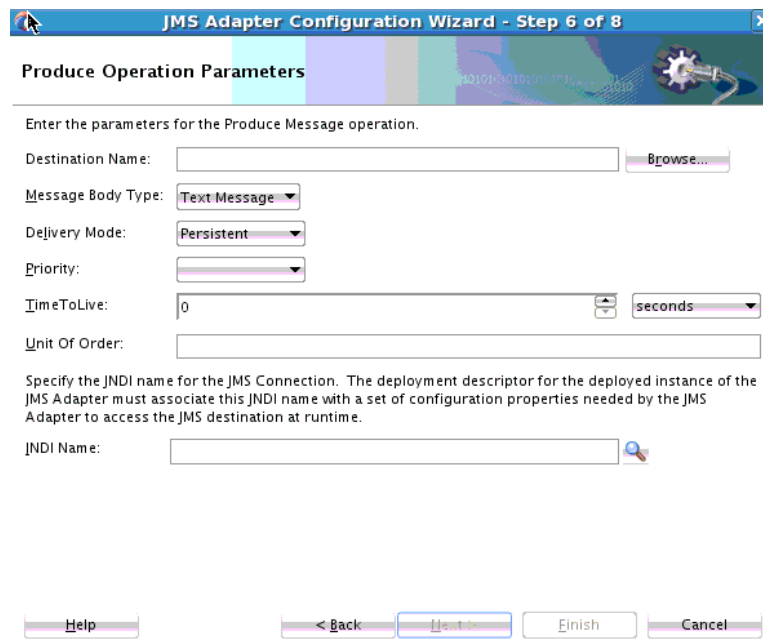 JMS Adapter Configuration Wizard - Step 6 of 8
Produce Operation Parameters
Enter the parameters for the Produce Message operation.
Destination Name: Browse...
Message Body Type: Text Message
Delivery Mode: Persistent
Priority:
TimeToLive: 0 seconds
Unit Of Order:
Specify the JNDI name for the JMS Connection. The deployment descriptor for the deployed instance of the
JMS Adapter must associate this JNDI name with a set of configuration properties needed by the JMS
Adapter to access the JMS destination at runtime.
JNDI Name:
Help < Back Next > Finish Cancel